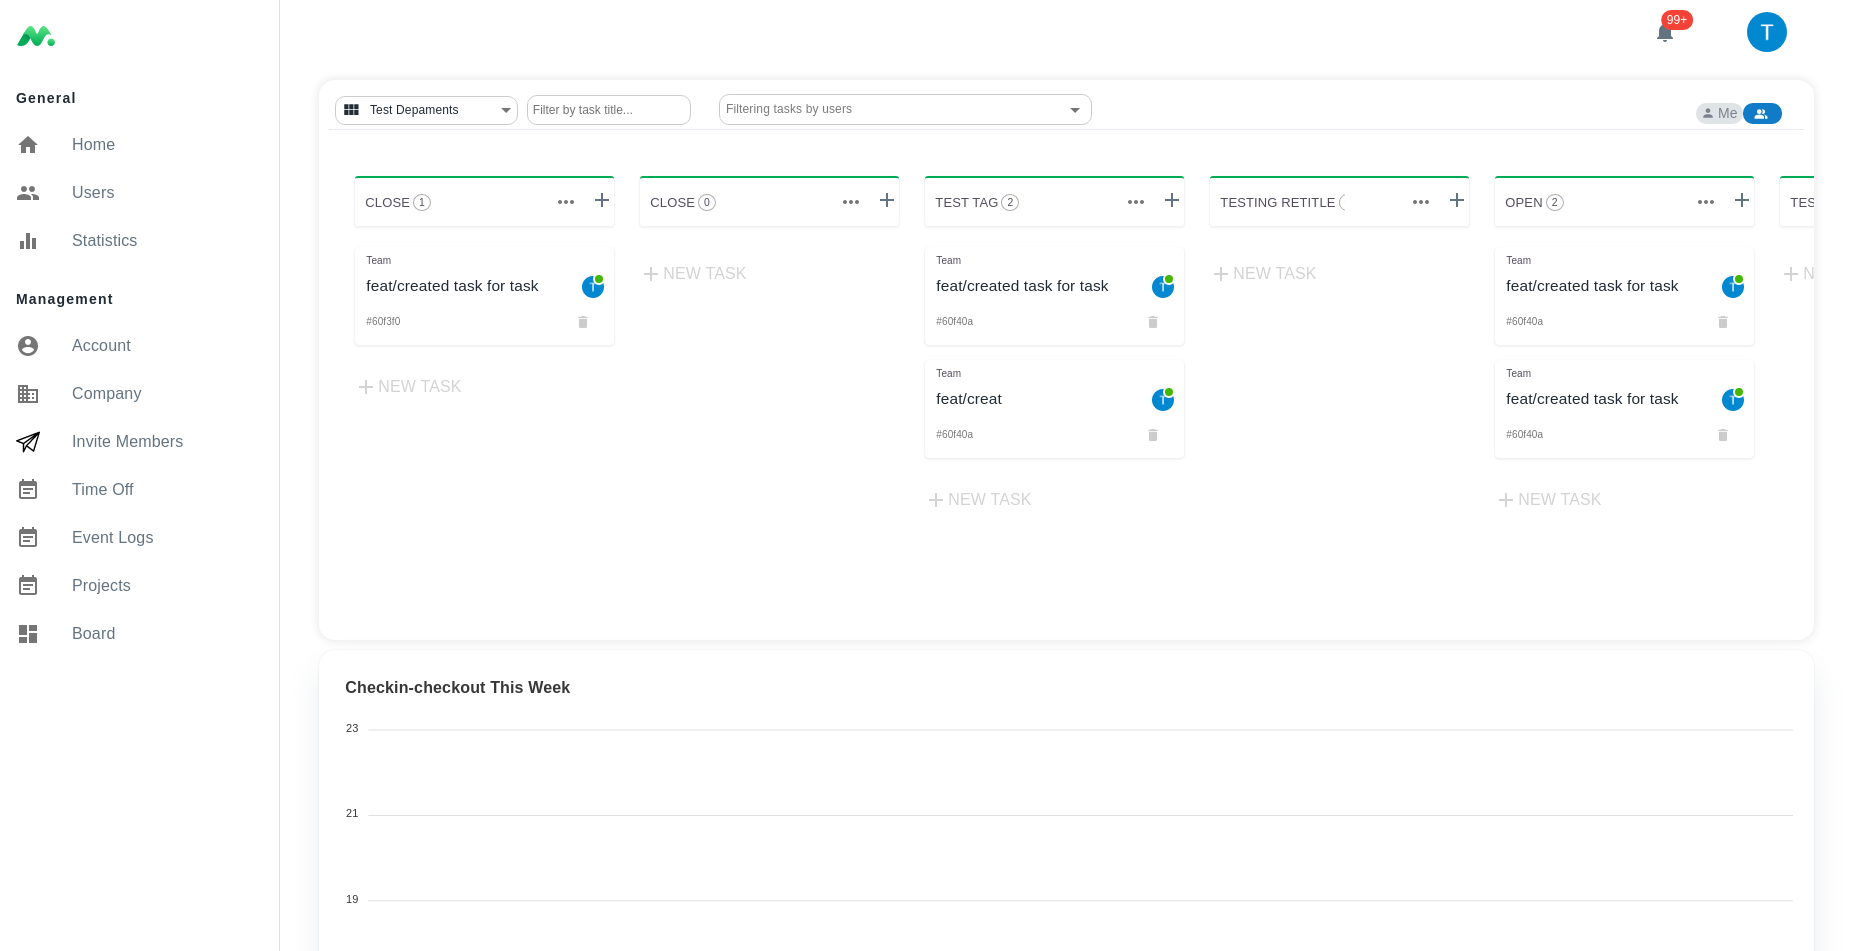 99+
T
General
Home
Users
Statistics
Management
Account
Company
Invite Members
Time Off
Event Logs
Projects
Board
Test Depaments
Filter by task title...
Filtering tasks by users
Me
CLOSE 1
Team
feat/created task for task
T
#60f3f0
NEW TASK
CLOSE 0
NEW TASK
TEST TAG 2
Team
feat/created task for task
T
#60f40a
Team
feat/creat
T
#60f40a
NEW TASK
TESTING RETITLE
NEW TASK
OPEN 2
Team
feat/created task for task
T
#60f40a
Team
feat/created task for task
T
#60f40a
NEW TASK
TES
N
Checkin-checkout This Week
23
21
19